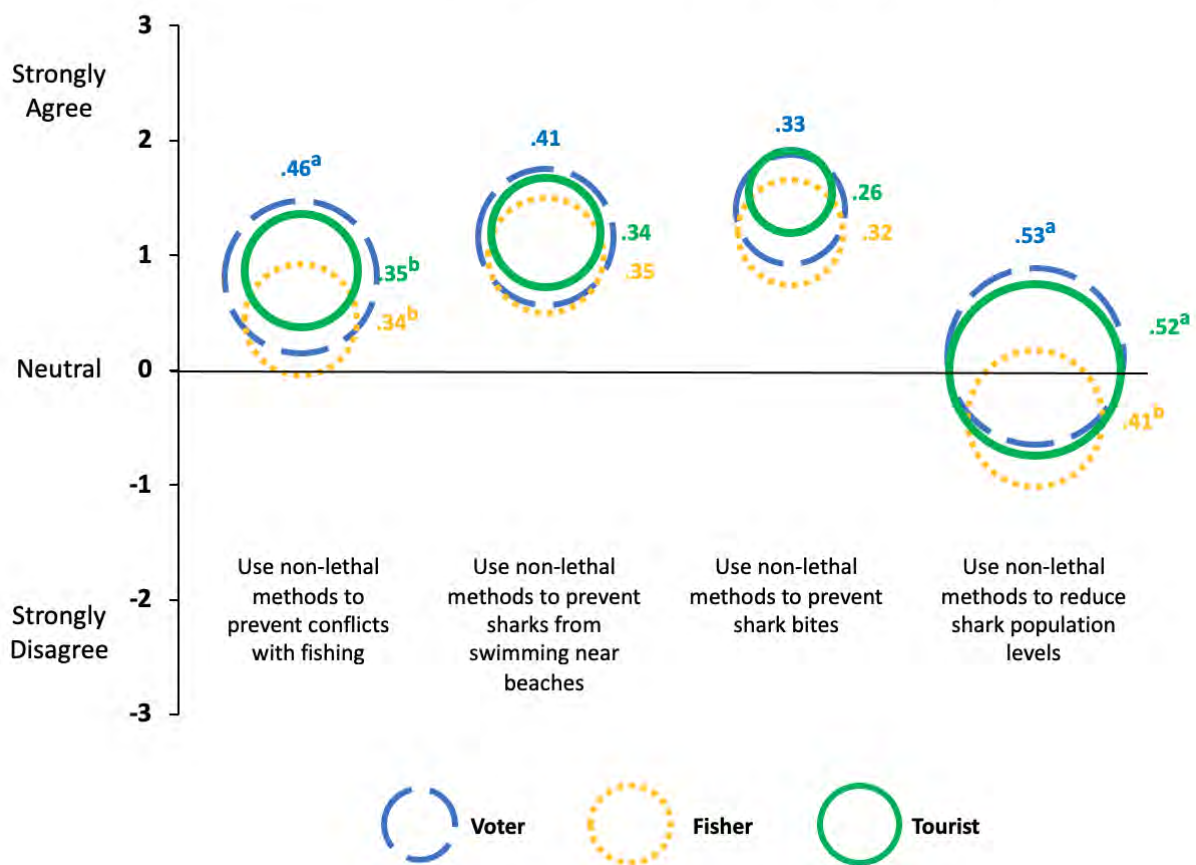 3
Strongly
Agree
2
1
Neutral
0
-1
-2
Strongly
Disagree
-3
.46a
.35b
.34b
.41
.34
.35
.33
.26
.32
.53a
.52a
.41b
Use non-lethal
methods to
prevent conflicts
with fishing
Use non-lethal
methods to prevent
sharks from
swimming near
beaches
Use non-lethal
methods to prevent
shark bites
Use non-lethal
methods to reduce
shark population
levels
Voter
Fisher
Tourist